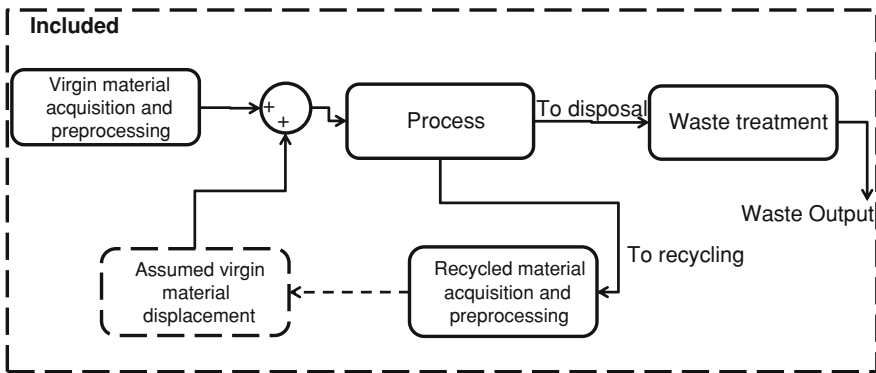 Included
Virgin material
acquisition and
preprocessing
+
+
Process
To disposal
Waste treatment
Waste Output
To recycling
Assumed virgin
material
displacement
Recycled material
acquisition and
preprocessing